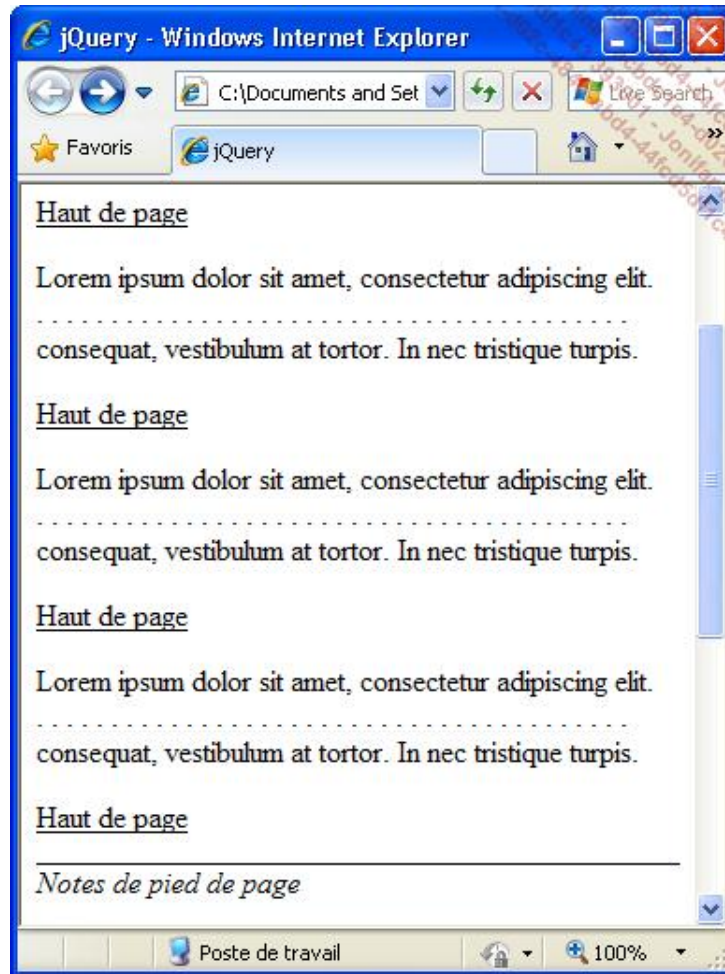 jQuery - Windows Internet Explorer
C:\Documents and Set
Live Search
Favoris
jQuery
»
Haut de page
Lorem ipsum dolor sit amet, consectetur adipiscing elit.
. . . . . . . . . . . . . . . . . . . . . . . . . . . . . . . . . . . . . . . . .
consequat, vestibulum at tortor. In nec tristique turpis.
Haut de page
Lorem ipsum dolor sit amet, consectetur adipiscing elit.
. . . . . . . . . . . . . . . . . . . . . . . . . . . . . . . . . . . . . . . . .
consequat, vestibulum at tortor. In nec tristique turpis.
Haut de page
Lorem ipsum dolor sit amet, consectetur adipiscing elit.
. . . . . . . . . . . . . . . . . . . . . . . . . . . . . . . . . . . . . . . . .
consequat, vestibulum at tortor. In nec tristique turpis.
Haut de page
Notes de pied de page
Poste de travail
100%